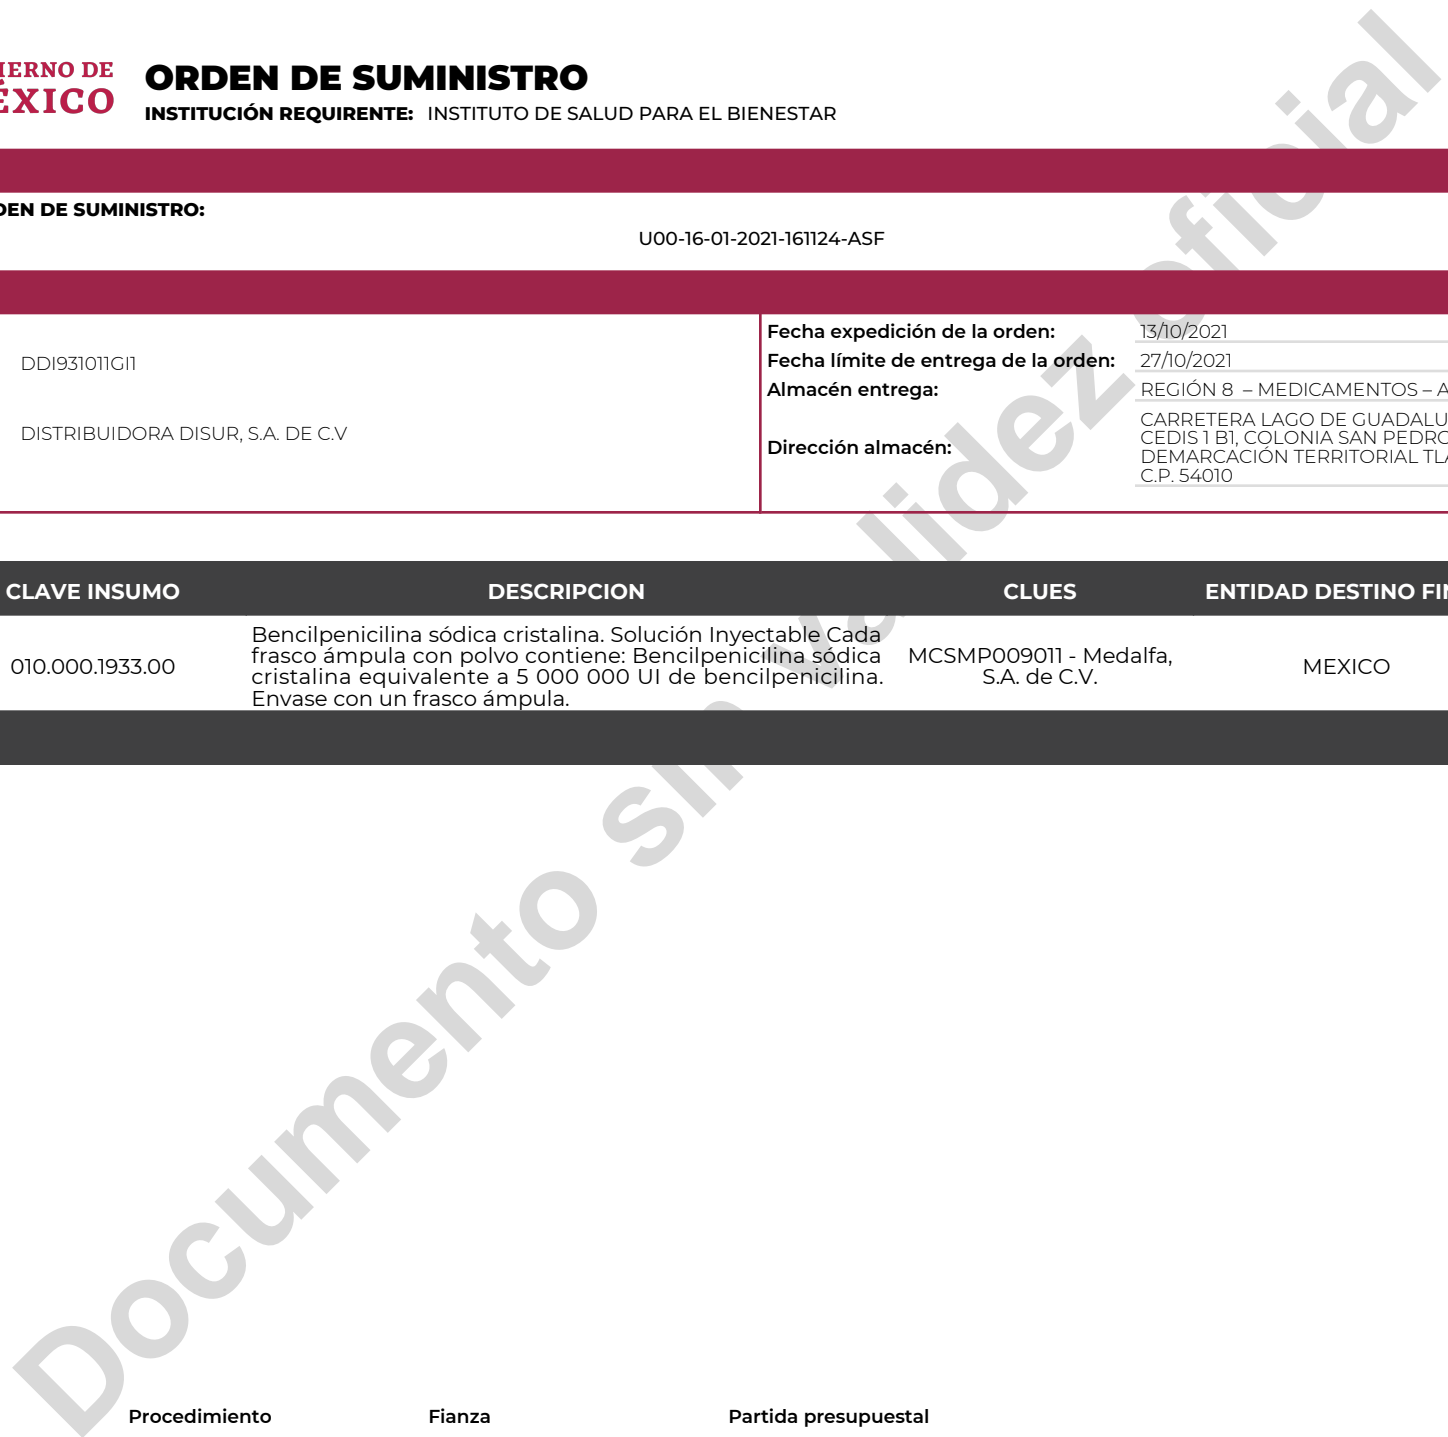 IERNO DE
ÉXICO
ORDEN DE SUMINISTRO
INSTITUCIÓN REQUIRENTE: INSTITUTO DE SALUD PARA EL BIENESTAR
DEN DE SUMINISTRO:
U00-16-01-2021-161124-ASF
DDI931011GI1
DISTRIBUIDORA DISUR, S.A. DE C.V
Fecha expedición de la orden: 13/10/2021
Fecha límite de entrega de la orden: 27/10/2021
Almacén entrega: REGIÓN 8 – MEDICAMENTOS – A
Dirección almacén:
CARRETERA LAGO DE GUADALU
CEDIS 1 B1, COLONIA SAN PEDRO
DEMARCACIÓN TERRITORIAL TLA
C.P. 54010
CLAVE INSUMO DESCRIPCION CLUES ENTIDAD DESTINO FIN
010.000.1933.00
Bencilpenicilina sódica cristalina. Solución Inyectable Cada
frasco ámpula con polvo contiene: Bencilpenicilina sódica
cristalina equivalente a 5 000 000 UI de bencilpenicilina.
Envase con un frasco ámpula.
MCSMP009011 - Medalfa,
S.A. de C.V.
MEXICO
Documento sin validez oficial
Procedimiento Fianza Partida presupuestal